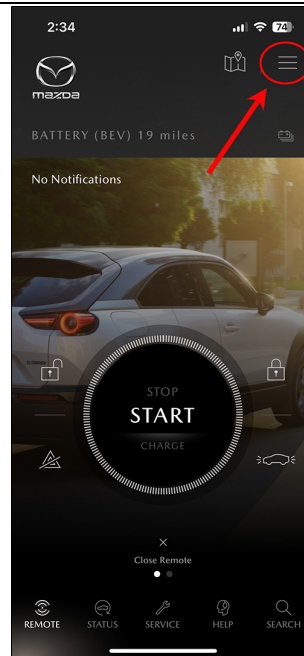 2:34
74
mazda
BATTERY (BEV) 19 miles
No Notifications
STOP
START
CHARGE
Close Remote
REMOTE STATUS SERVICE HELP SEARCH